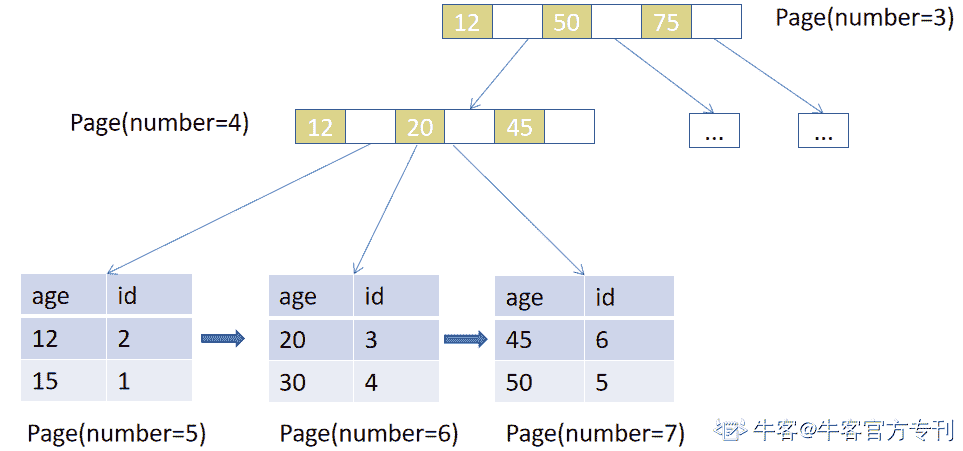 12 50 75 Page(number=3)
Page(number=4) 12 20 45 ... ...
age id age id age id
12 2 20 3 45 6
15 1 30 4 50 5
Page(number=5) Page(number=6) Page(number=7) 牛客@牛客官方专刊